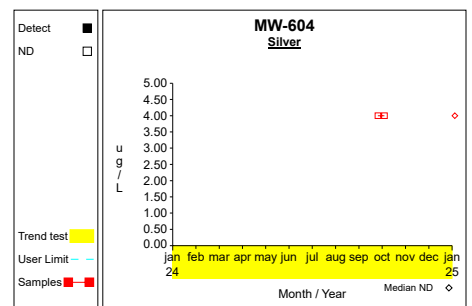 Detect
ND
Trend test
User Limit
Samples
MW-604
Silver
5.00
4.50
4.00
3.50
3.00
2.50
2.00
1.50
1.00
0.50
0.00
u
g
/
L
jan feb mar apr may jun jul aug sep oct nov dec jan
24 25
Month / Year
Median ND